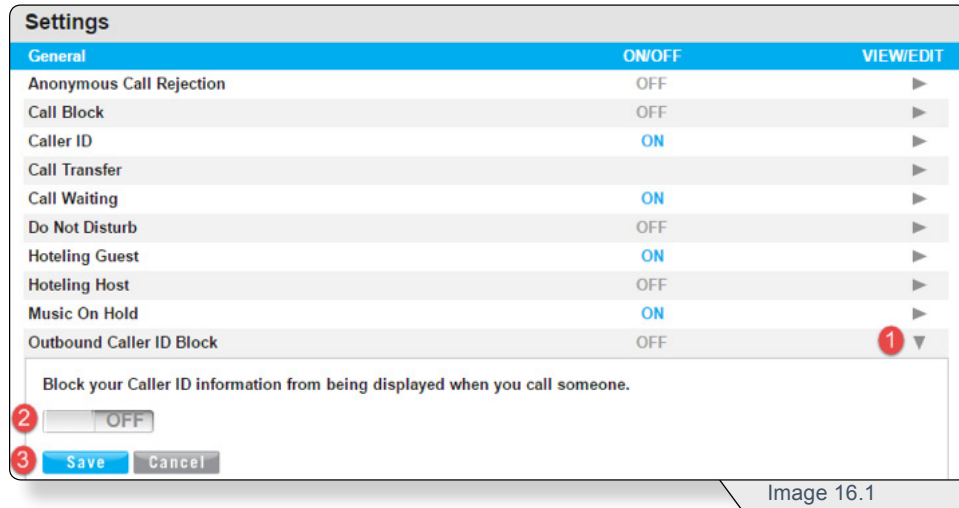 Settings
General ON/OFF VIEW/EDIT
Anonymous Call Rejection OFF
Call Block OFF
Caller ID ON
Call Transfer
Call Waiting ON
Do Not Disturb OFF
Hoteling Guest ON
Hoteling Host OFF
Music On Hold ON
Outbound Caller ID Block OFF 1
Block your Caller ID information from being displayed when you call someone.
2 OFF
3 Save Cancel
Image 16.1